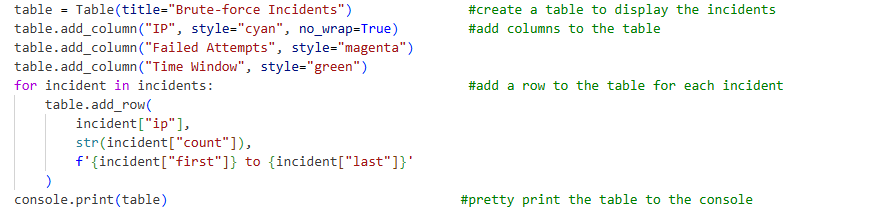 table = Table(title="Brute-force Incidents") #create a table to display the incidents
table.add_column("IP", style="cyan", no_wrap=True) #add columns to the table
table.add_column("Failed Attempts", style="magenta")
table.add_column("Time Window", style="green")
for incident in incidents: #add a row to the table for each incident
    table.add_row(
        incident["ip"],
        str(incident["count"]),
        f'{incident["first"]} to {incident["last"]}'
    )
console.print(table) #pretty print the table to the console